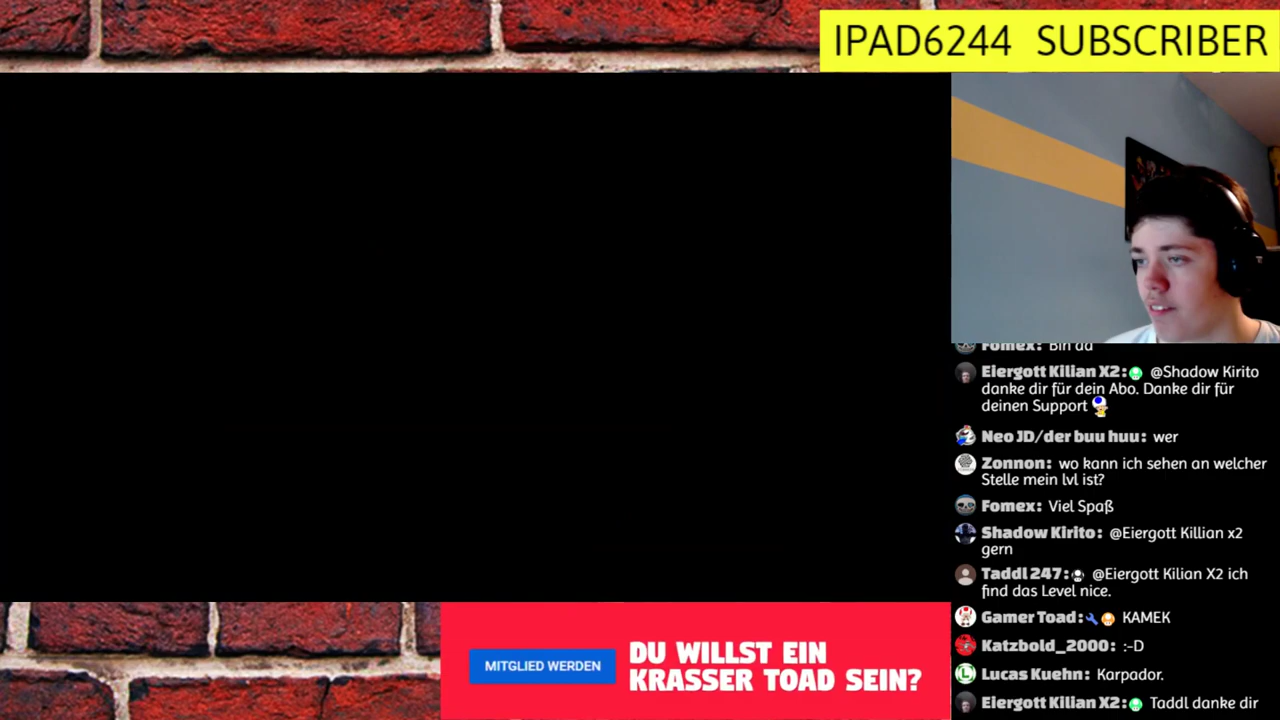 IPAD6244 SUBSCRIBER
Fomex: Bin da
Eiergott Kilian X2: @Shadow Kirito
danke dir für dein Abo. Danke dir für
deinen Support
Neo JD/der buu huu: wer
Zonnon: wo kann ich sehen an welcher
Stelle mein lvl ist?
Fomex: Viel Spaß
Shadow Kirito: @Eiergott Killian x2
gern
Taddl 247: @Eiergott Kilian X2 ich
find das Level nice.
Gamer Toad: KAMEK
Katzbold_2000: :-D
Lucas Kuehn: Karpador.
Eiergott Kilian X2: Taddl danke dir
MITGLIED WERDEN
DU WILLST EIN
KRASSER TOAD SEIN?